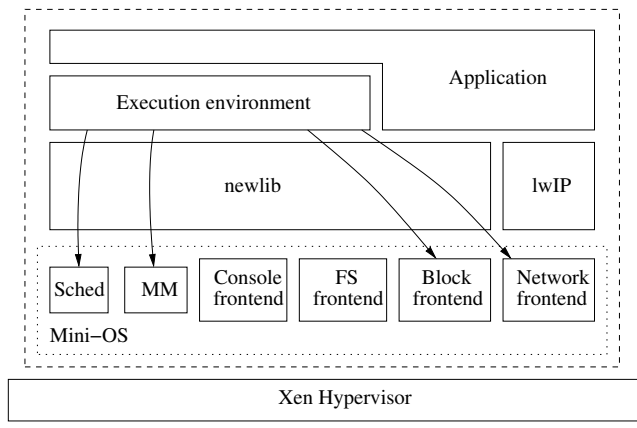 Application
Execution environment
newlib
lwIP
Sched
MM
Console
frontend
FS
frontend
Block
frontend
Network
frontend
Mini−OS
Xen Hypervisor